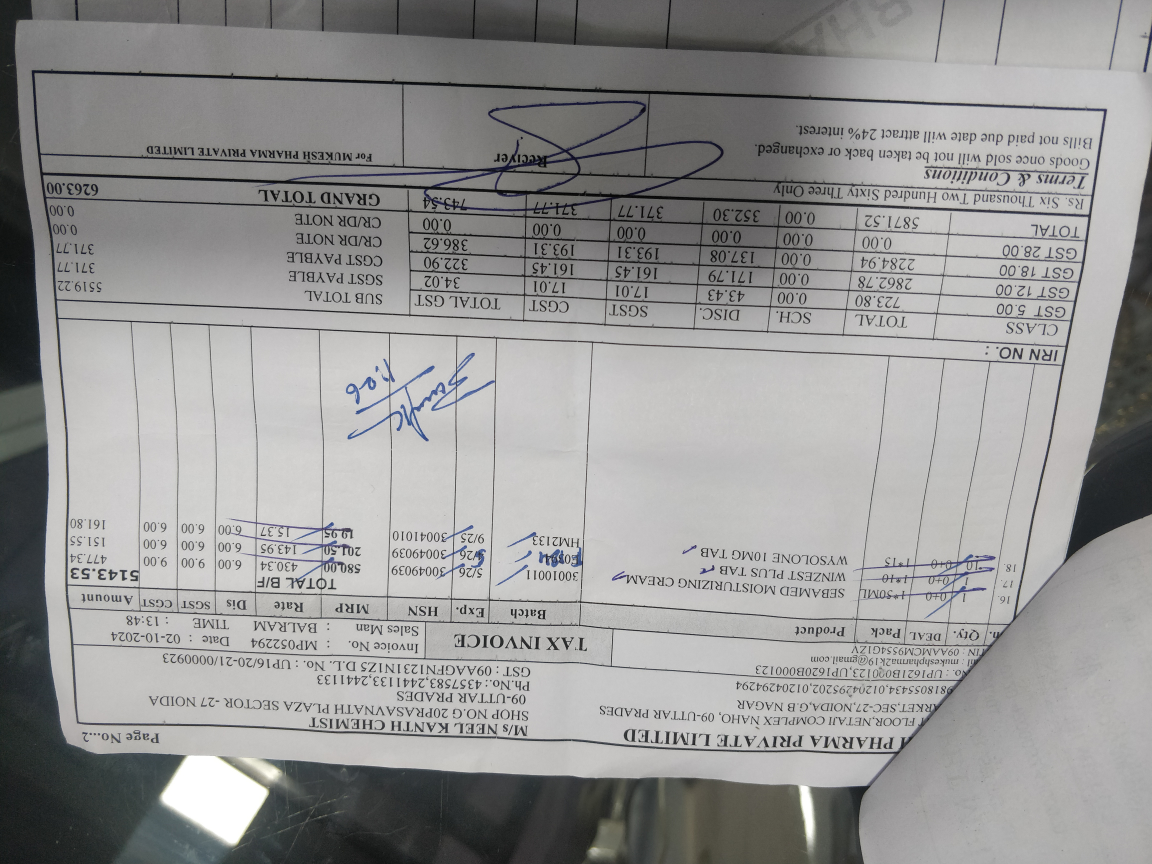 Page No...2
PHARMA PRIVATE LIMITED
FLOOR, NETAJI COMPLEX, NAHO, 09-UTTAR PRADES
ARKET,SEC-27,NOIDA,G.B NAGAR
9818055424,01204295202,01204294294
No. : UP1621B000123,UP1620B000123
mail : mukeshpharma2k19@gmail.com
TIN : 09AAMCM9554G1ZV
M/s NEEL KANTH CHEMIST
SHOP NO.G 20PRASAVNATH PLAZA SECTOR -27 NOIDA
09-UTTAR PRADES
Ph.No.: 4357583,2441133,2441133
GST : 09AAGFN1231N1Z5 D.L. No. : UP16/20-21/0000923
TAX INVOICE
Invoice No. : MP052294 Date : 02-10-2024
Sales Man : BALRAM TIME : 13:48
n. Qty. DEAL Pack Product Batch Exp. HSN MRP Rate Dis SGST CGST Amount
TOTAL B/F 5143.53
16. 1 0+0 1*50ML SEBAMED MOISTURIZING CREAM 30010011 5/26 30049039 580.00 430.34 6.00 9.00 9.00 477.34
17. 1 0+0 1*10 WINZEST PLUS TAB 5/26 30049039 201.50 143.95 6.00 6.00 6.00 151.55
18 10 0+0 1*15 WYSOLONE 10MG TAB HM2133 9/25 30041010 19.95 15.37 6.00 6.00 6.00 161.80
IRN NO. :
CLASS TOTAL SCH. DISC. SGST CGST TOTAL GST
GST 5.00 723.80 0.00 43.43 17.01 17.01 34.02
GST 12.00 2862.78 0.00 171.79 161.45 161.45 322.90
GST 18.00 2284.94 0.00 137.08 193.31 193.31 386.62
GST 28.00 0.00 0.00 0.00 0.00 0.00 0.00
TOTAL 5871.52 0.00 352.30 371.77 371.77 743.54
SUB TOTAL 5519.22
SGST PAYBLE 371.77
CGST PAYBLE 371.77
CR/DR NOTE 0.00
CR/DR NOTE 0.00
GRAND TOTAL 6263.00
Rs. Six Thousand Two Hundred Sixty Three Only
Terms & Conditions
Goods once sold will not be taken back or exchanged.
Bills not paid due date will attract 24% interest.
Reciver
For MUKESH PHARMA PRIVATE LIMITED